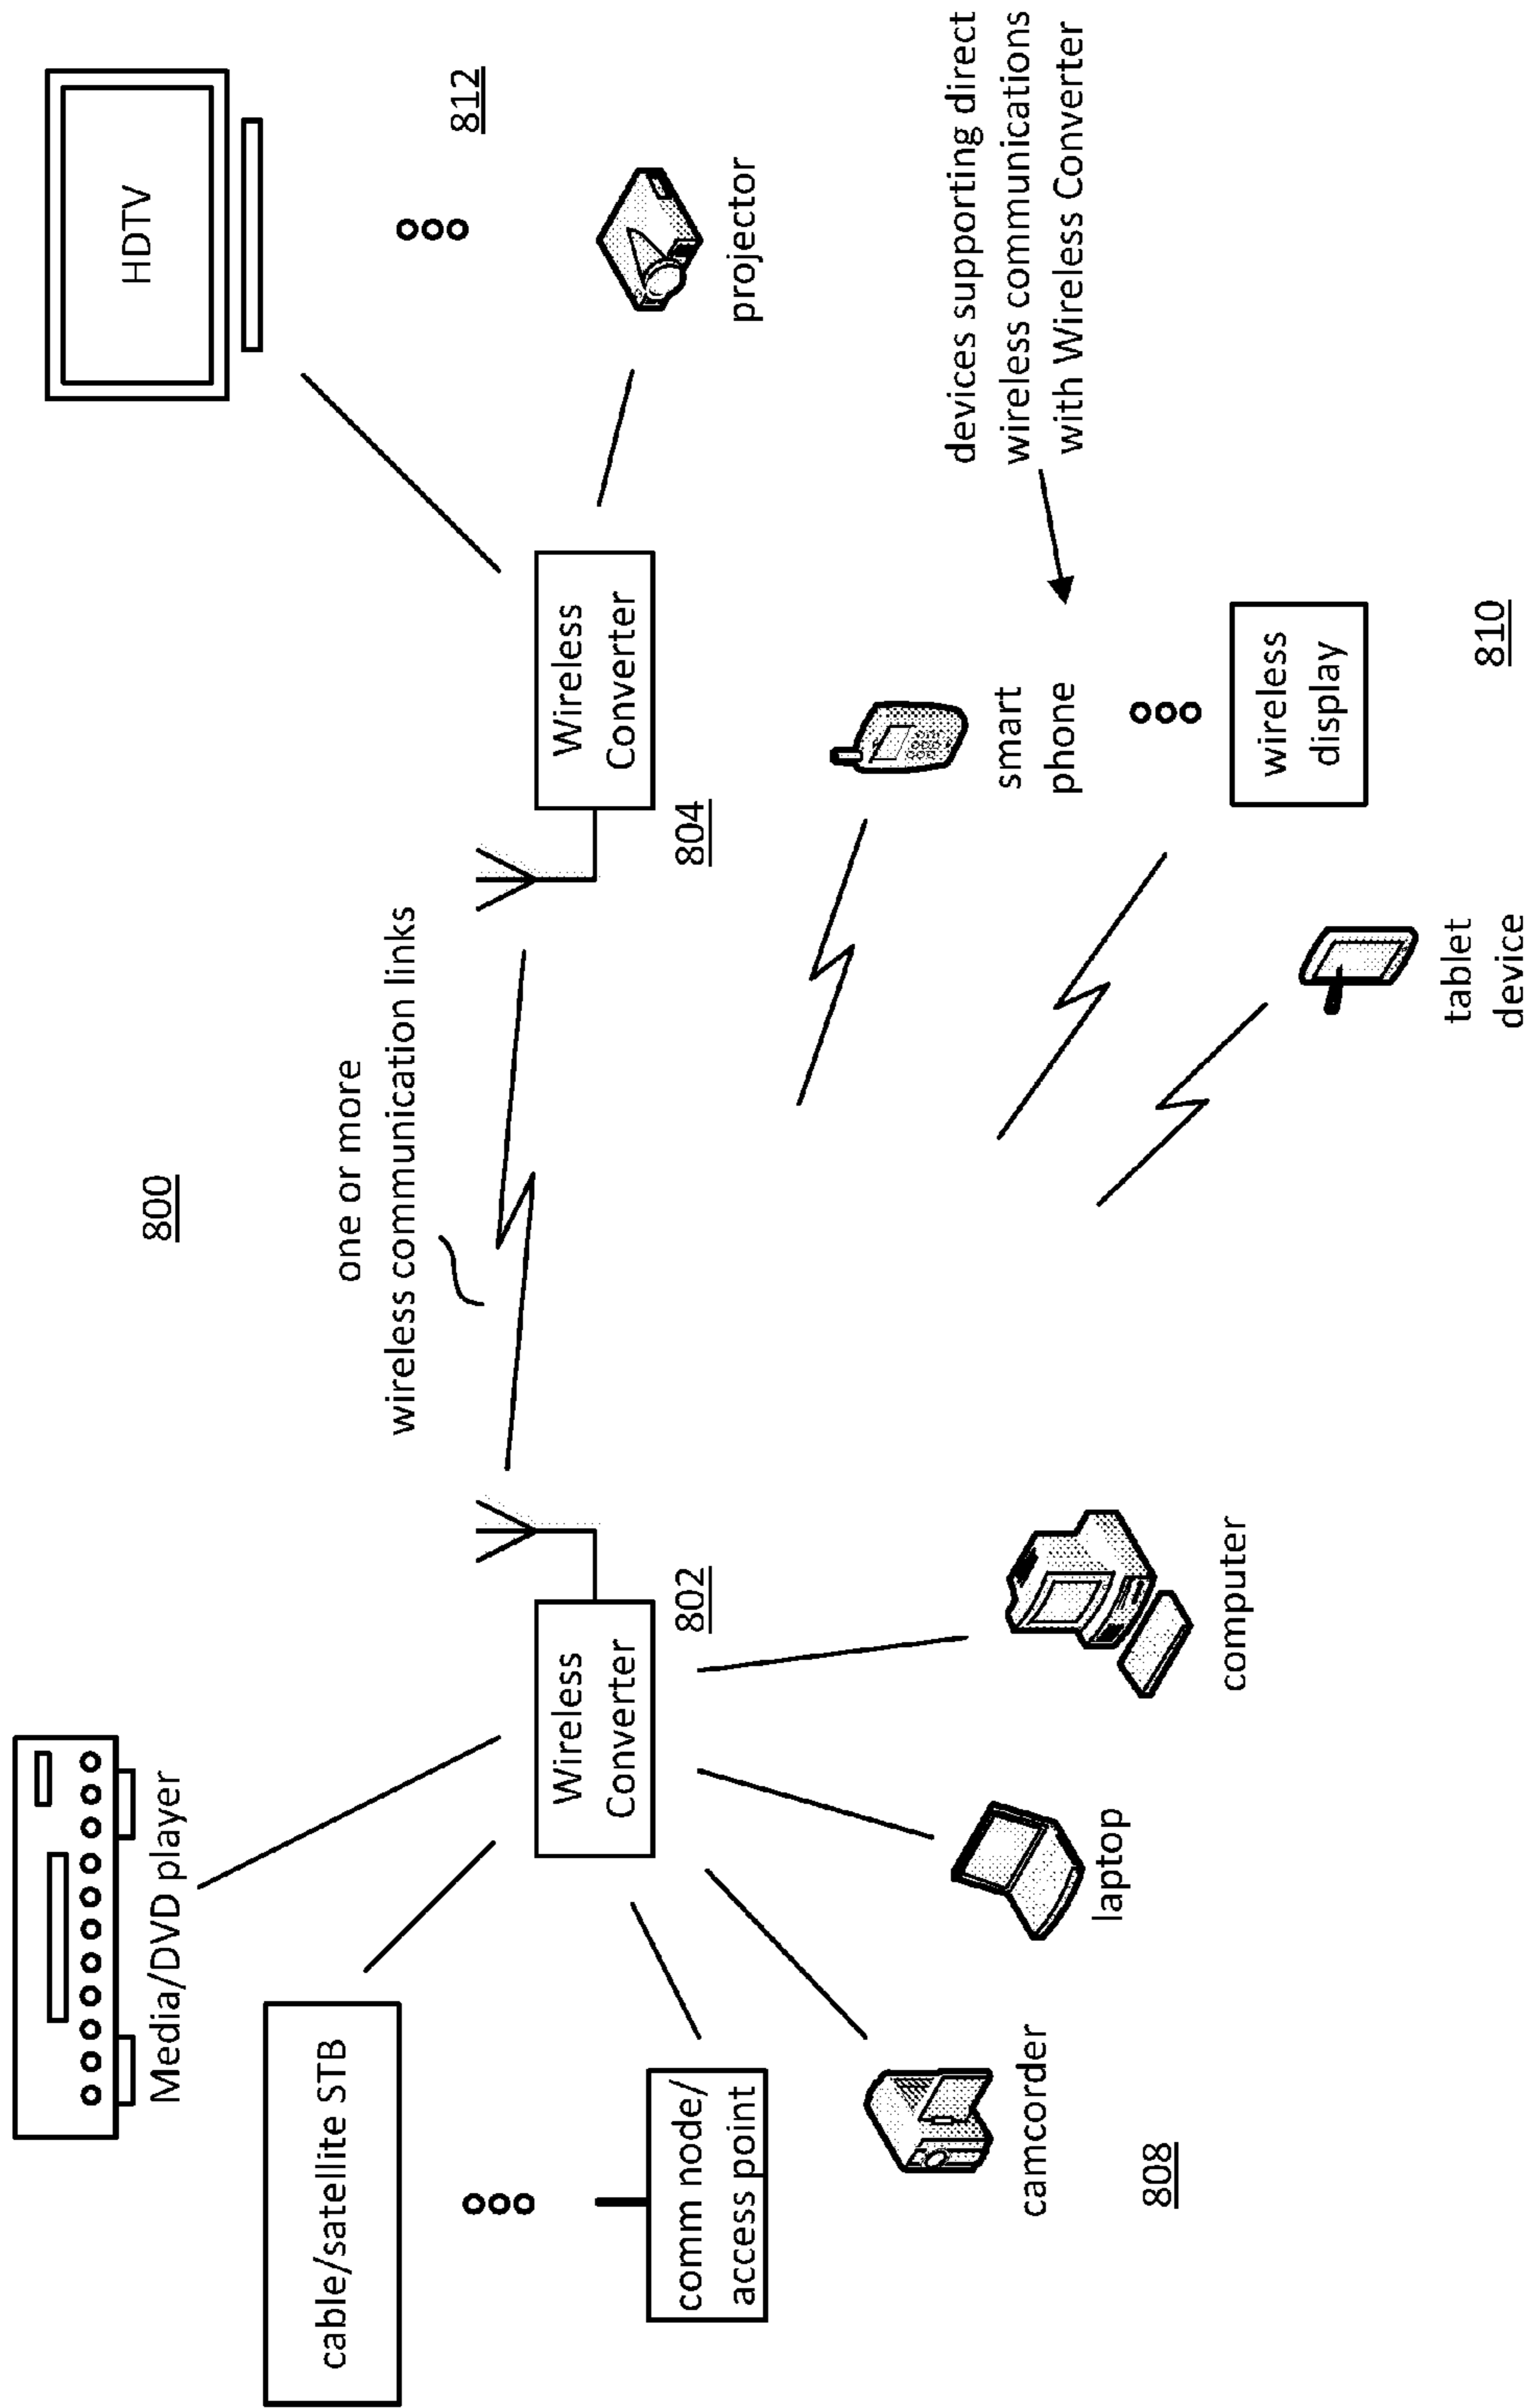 800
Media/DVD player
cable/satellite STB
comm node/
access point
camcorder
808
laptop
computer
Wireless
Converter
802
one or more
wireless communication links
Wireless
Converter
804
HDTV
812
projector
smart
phone
wireless
display
tablet
device
810
devices supporting direct
wireless communications
with Wireless Converter